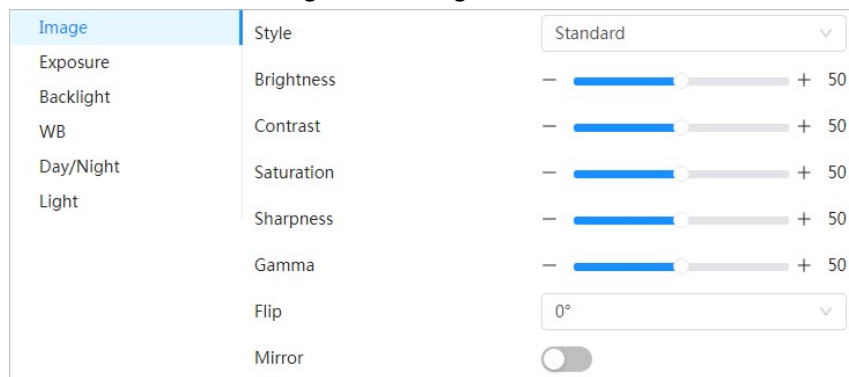 Image
Exposure
Backlight
WB
Day/Night
Light
Style Standard
Brightness 50
Contrast 50
Saturation 50
Sharpness 50
Gamma 50
Flip 0°
Mirror